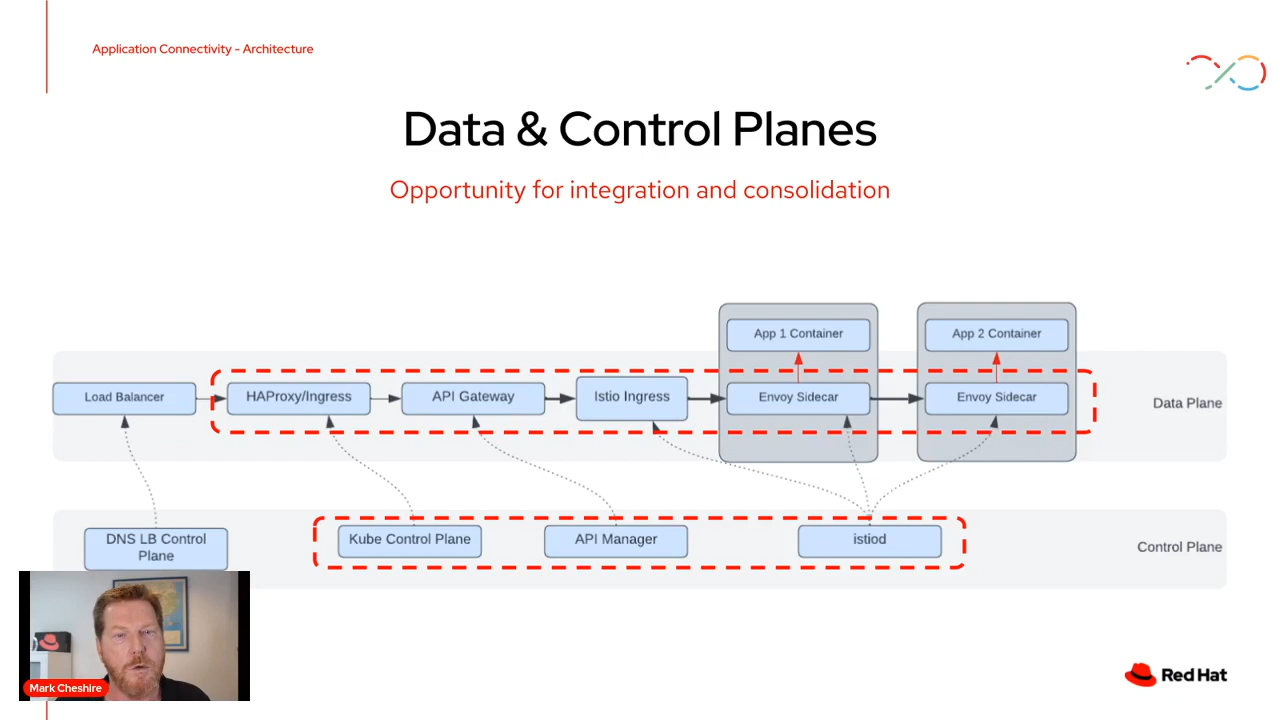 Application Connectivity - Architecture
Data & Control Planes
Opportunity for integration and consolidation
App 1 Container
App 2 Container
Load Balancer
HAProxy/Ingress
API Gateway
Istio Ingress
Envoy Sidecar
Envoy Sidecar
Data Plane
DNS LB Control
Plane
Kube Control Plane
API Manager
istiod
Control Plane
Mark Cheshire
Red Hat